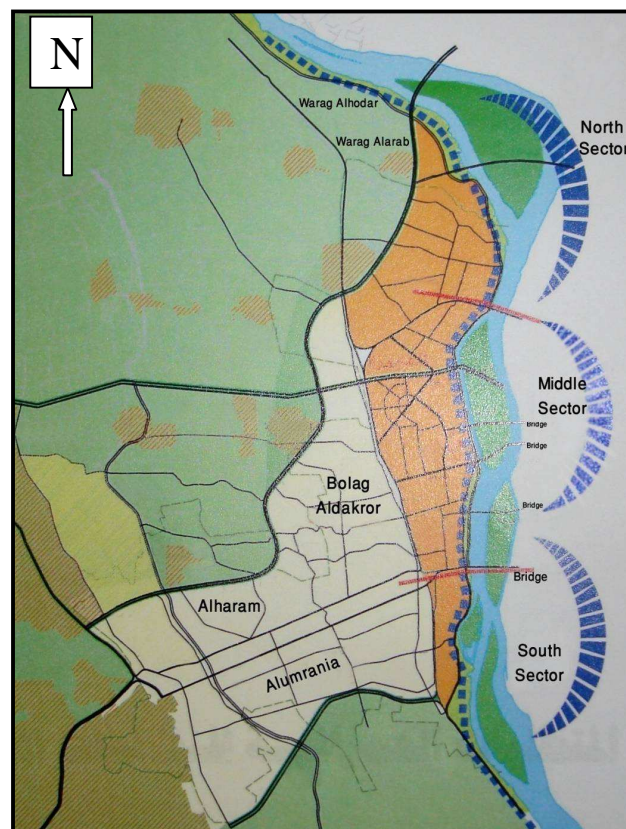 N
Warag Alhodar
Warag Alarab
North
Sector
Middle
Sector
Bridge
Bridge
Bolag
Aldakror
Bridge
Bridge
Alharam
South
Sector
Alumrania